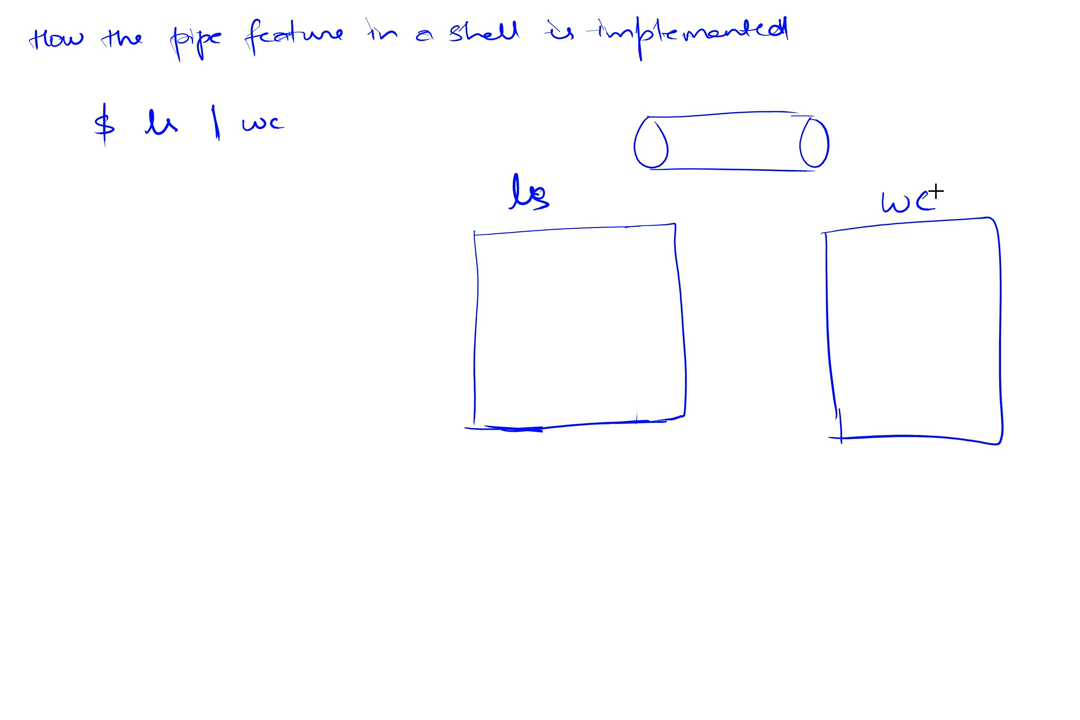 How the pipe feature in a shell is implemented
$ ls | wc
ls
wc